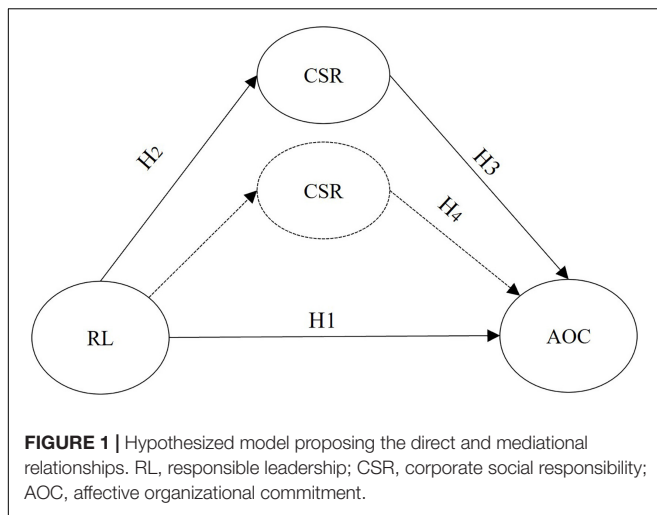 CSR
H2
H3
CSR
H4
RL
H1
AOC
FIGURE 1 | Hypothesized model proposing the direct and mediational
relationships. RL, responsible leadership; CSR, corporate social responsibility;
AOC, affective organizational commitment.